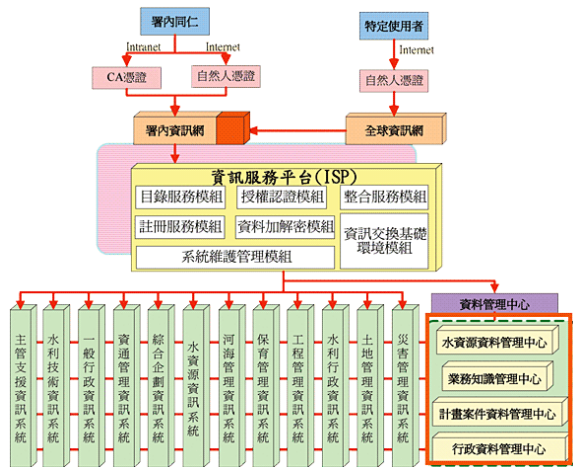 署內同仁
特定使用者
Intranet
Internet
Internet
CA憑證
自然人憑證
自然人憑證
署內資訊網
全球資訊網
資訊服務平台(ISP)
目錄服務模組
授權認證模組
整合服務模組
註冊服務模組
資料加解密模組
資訊交換基礎
環境模組
系統維護管理模組
資料管理中心
主管支援資訊系統
水利技術資訊系統
一般行政資訊系統
資通管理資訊系統
綜合企劃資訊系統
水資源資訊系統
河海管理資訊系統
保育管理資訊系統
工程管理資訊系統
水利行政資訊系統
土地管理資訊系統
災害管理資訊系統
水資源資料管理中心
業務知識管理中心
計畫案件資料管理中心
行政資料管理中心